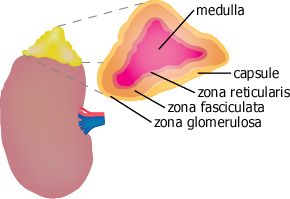 medulla
capsule
zona reticularis
zona fasciculata
zona glomerulosa